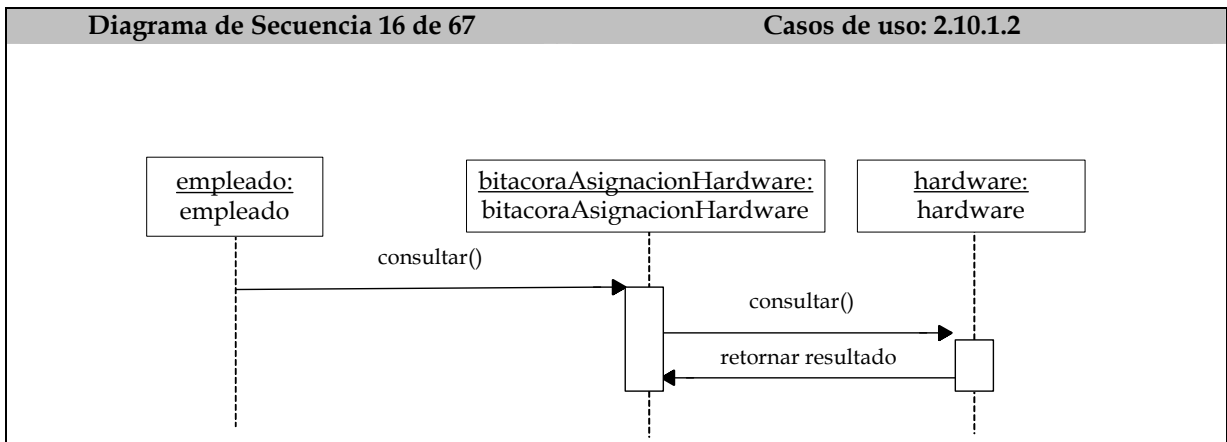 Diagrama de Secuencia 16 de 67
Casos de uso: 2.10.1.2
empleado:
empleado
bitacoraAsignacionHardware:
bitacoraAsignacionHardware
hardware:
hardware
consultar()
consultar()
retornar resultado